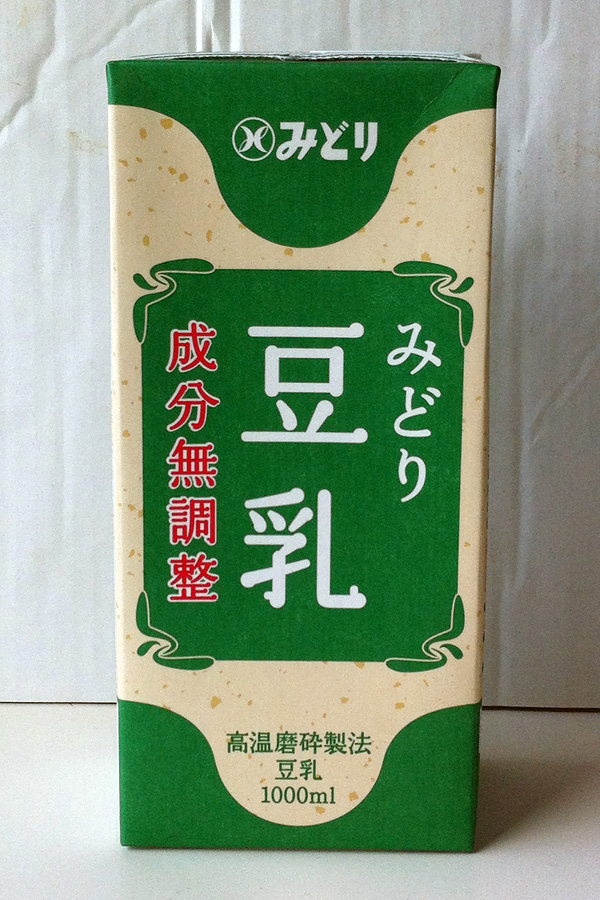 みどり
みどり
豆乳
成分無調整
高温磨砕製法
豆乳
1000ml